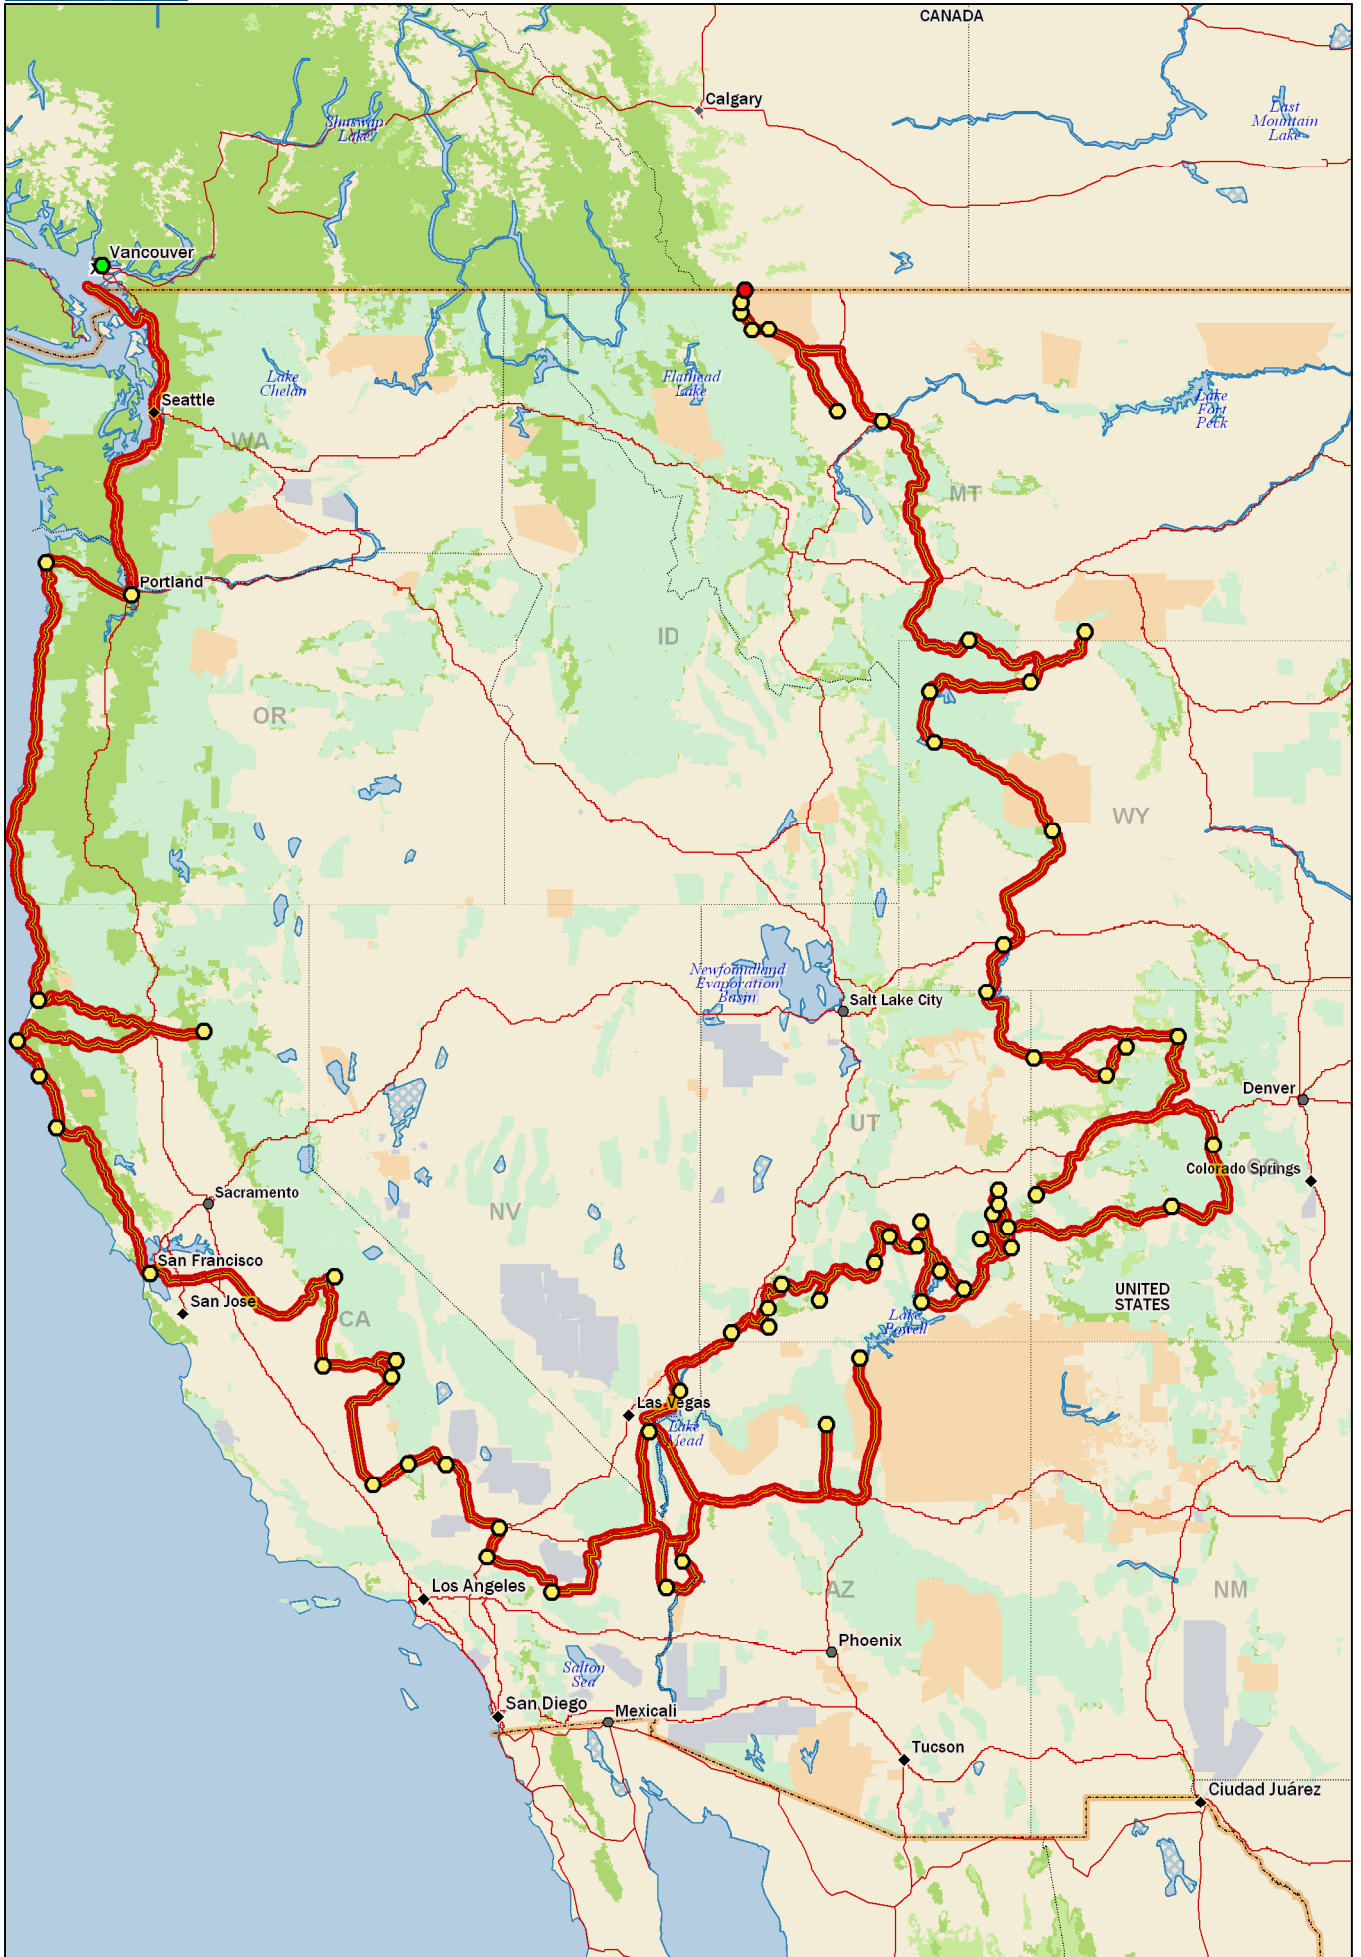 CANADA
Calgary
Shuswap
Lake
Last
Mountain
Lake
Vancouver
Lake
Chelan
Flathead
Lake
Lake
Fort
Peck
Seattle
WA
MT
Portland
ID
OR
WY
Newfoundland
Evaporation
Basin
Salt Lake City
Denver
UT
CO
Colorado Springs
Sacramento
NV
San Francisco
San Jose
CA
UNITED
STATES
Lake
Powell
Las Vegas
Lake
Mead
Los Angeles
AZ
NM
Phoenix
Salton
Sea
San Diego
Mexicali
Tucson
Ciudad Juárez